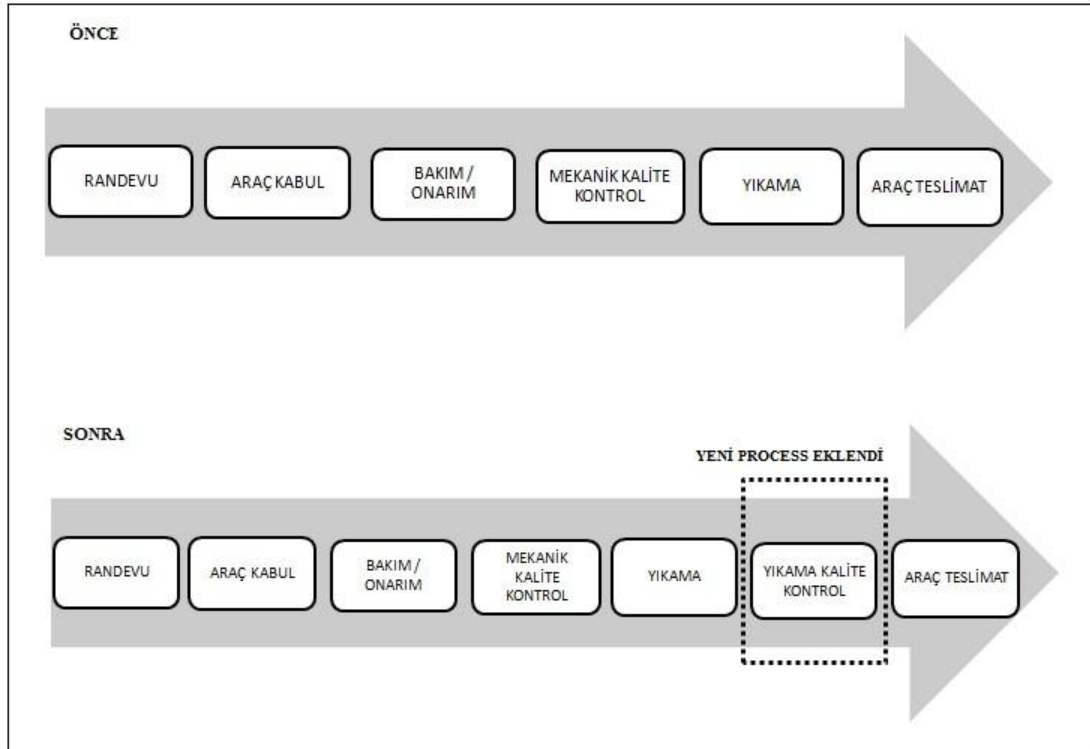 ÖNCE
RANDEVU
ARAÇ KABUL
BAKIM /
ONARIM
MEKANİK KALİTE
KONTROL
YIKAMA
ARAÇ TESLİMAT
SONRA
YENİ PROCESS EKLENDİ
RANDEVU
ARAÇ KABUL
BAKIM /
ONARIM
MEKANİK
KALİTE
KONTROL
YIKAMA
YIKAMA KALİTE
KONTROL
ARAÇ TESLİMAT